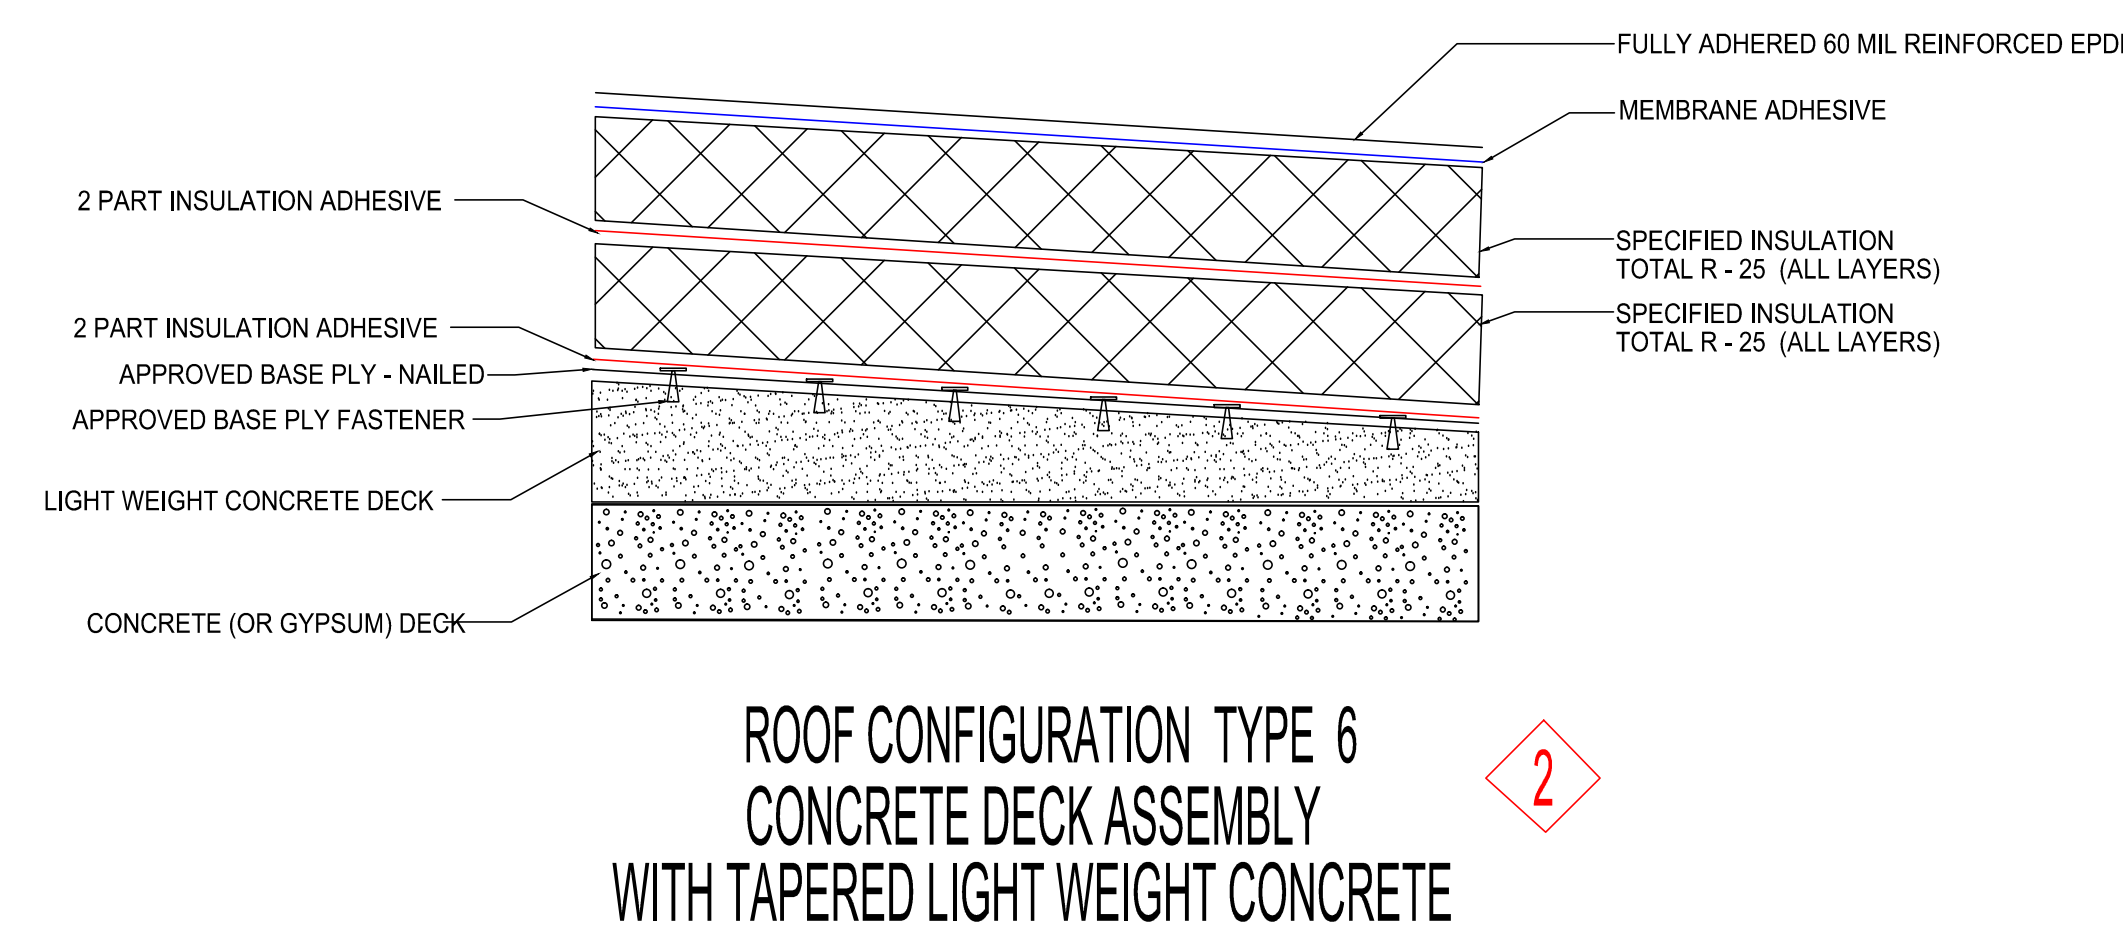 FULLY ADHERED 60 MIL REINFORCED
MEMBRANE ADHESIVE
2 PART INSULATION ADHESIVE
SPECIFIED INSULATION
TOTAL R - 25 (ALL LAYERS)
SPECIFIED INSULATION
TOTAL R - 25 (ALL LAYERS)
2 PART INSULATION ADHESIVE
APPROVED BASE PLY - NAILED
APPROVED BASE PLY FASTENER
LIGHT WEIGHT CONCRETE DECK
CONCRETE (OR GYPSUM) DECK
ROOF CONFIGURATION TYPE 6
CONCRETE DECK ASSEMBLY
WITH TAPERED LIGHT WEIGHT CONCRETE
2